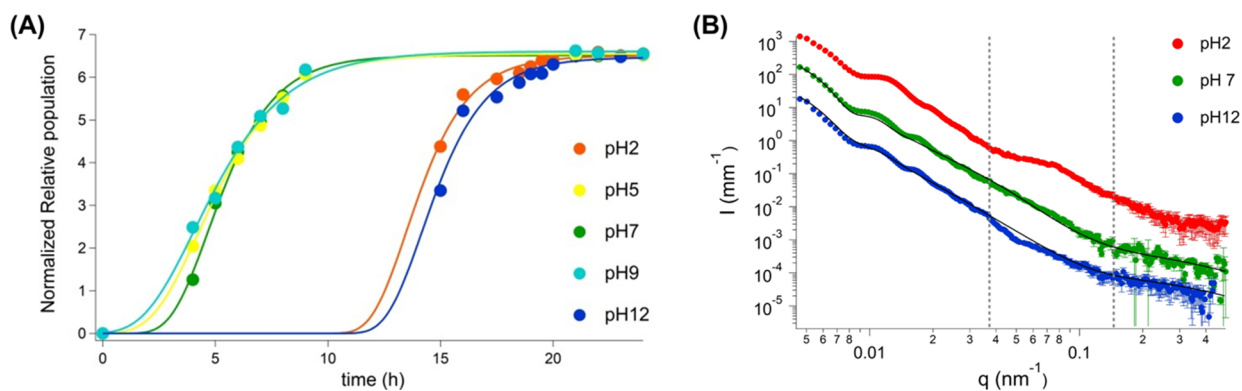 (A)
Normalized Relative population
7
6
5
4
3
2
1
0
0 5 10 15 20
time (h)
pH2
pH5
pH7
pH9
pH12
(B)
I (mm⁻¹)
10³
10²
10¹
10⁰
10⁻¹
10⁻²
10⁻³
10⁻⁴
10⁻⁵
5 6 7 8 0.01 2 3 4 5 6 7 8 0.1 2 3 4
q (nm⁻¹)
pH2
pH 7
pH12